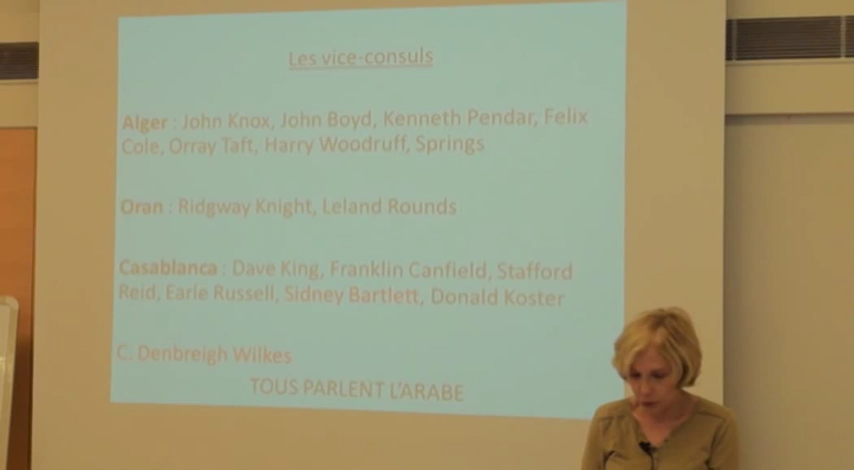 Les vice-consuls
Alger : John Knox, John Boyd, Kenneth Pendar, Felix
Cole, Orray Taft, Harry Woodruff, Springs
Oran : Ridgway Knight, Leland Rounds
Casablanca : Dave King, Franklin Canfield, Stafford
Reid, Earle Russell, Sidney Bartlett, Donald Koster
C. Denbreigh Wilkes
TOUS PARLENT L'ARABE